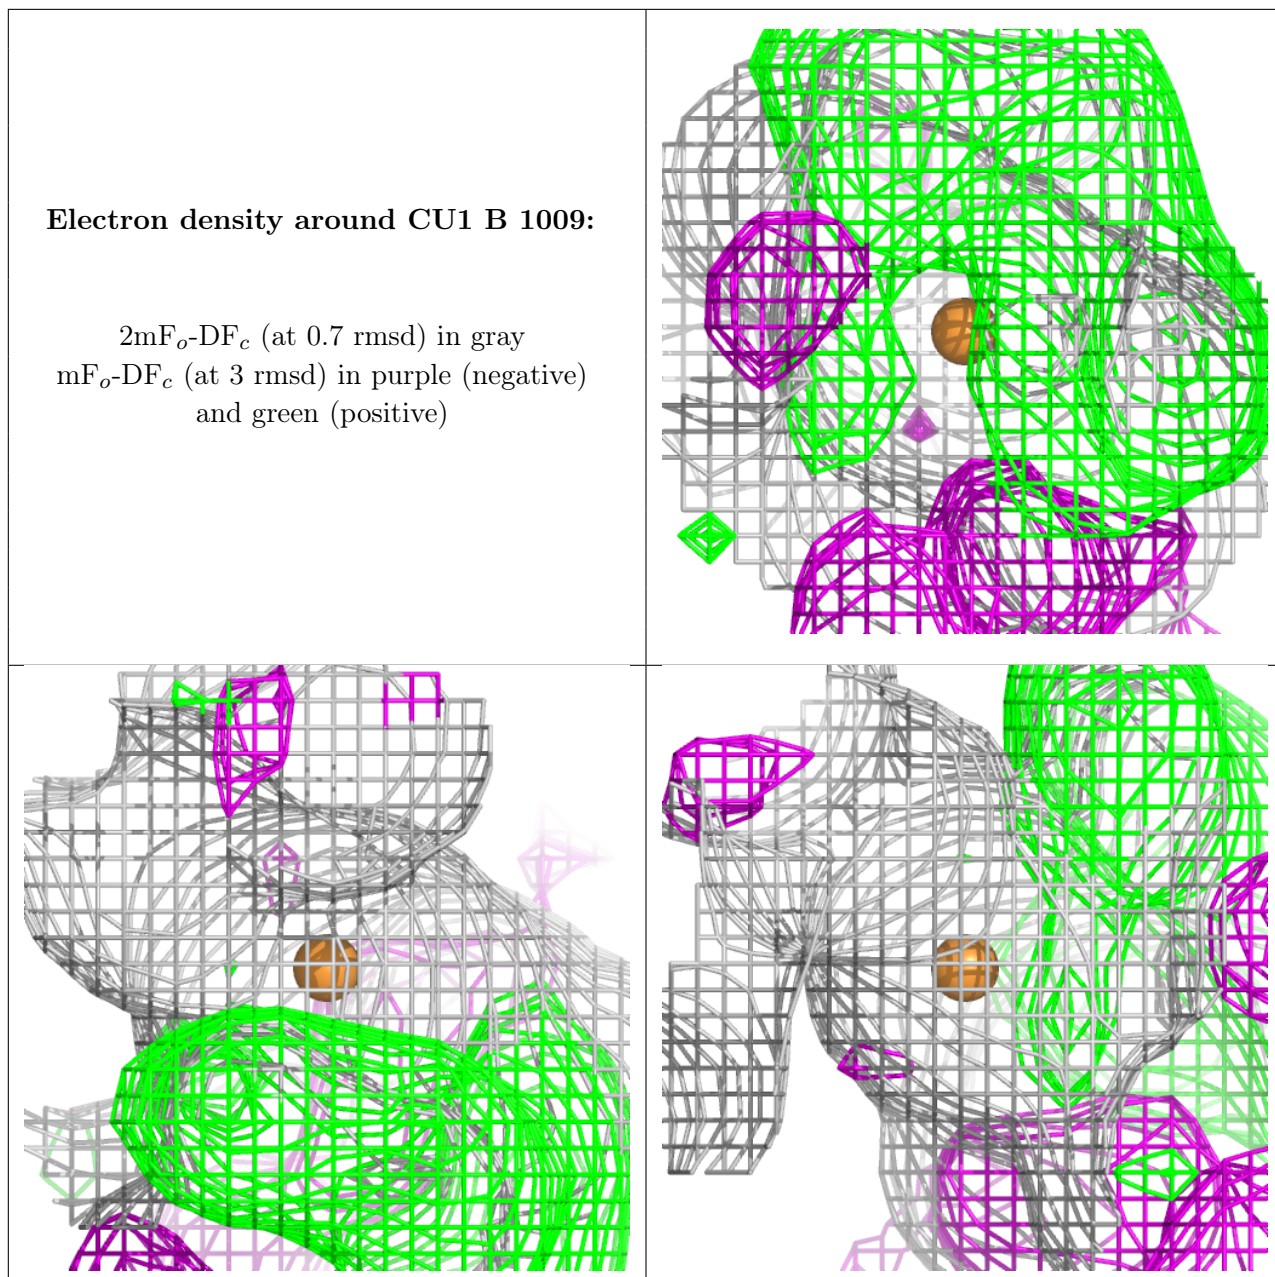 Electron density around CU1 B 1009:
2mFo-DFc (at 0.7 rmsd) in gray
mFo-DFc (at 3 rmsd) in purple (negative)
and green (positive)